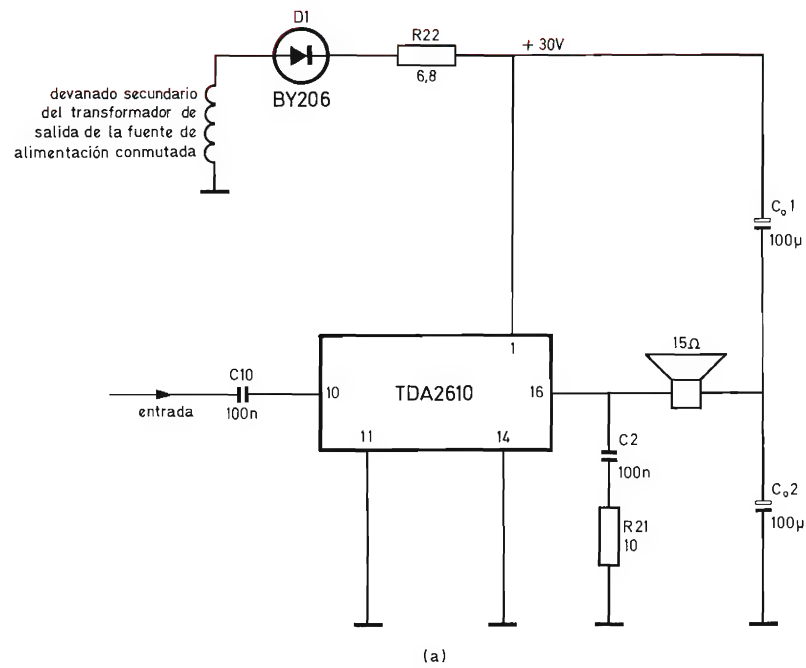 D1
BY206
R22
6,8
+ 30V
devanado secundario
del transformador de
salida de la fuente de
alimentación conmutada
C₀1
100µ
1
15Ω
C10
100n
entrada
10
TDA2610
16
11
14
C2
100n
R21
10
C₀2
100µ
(a)